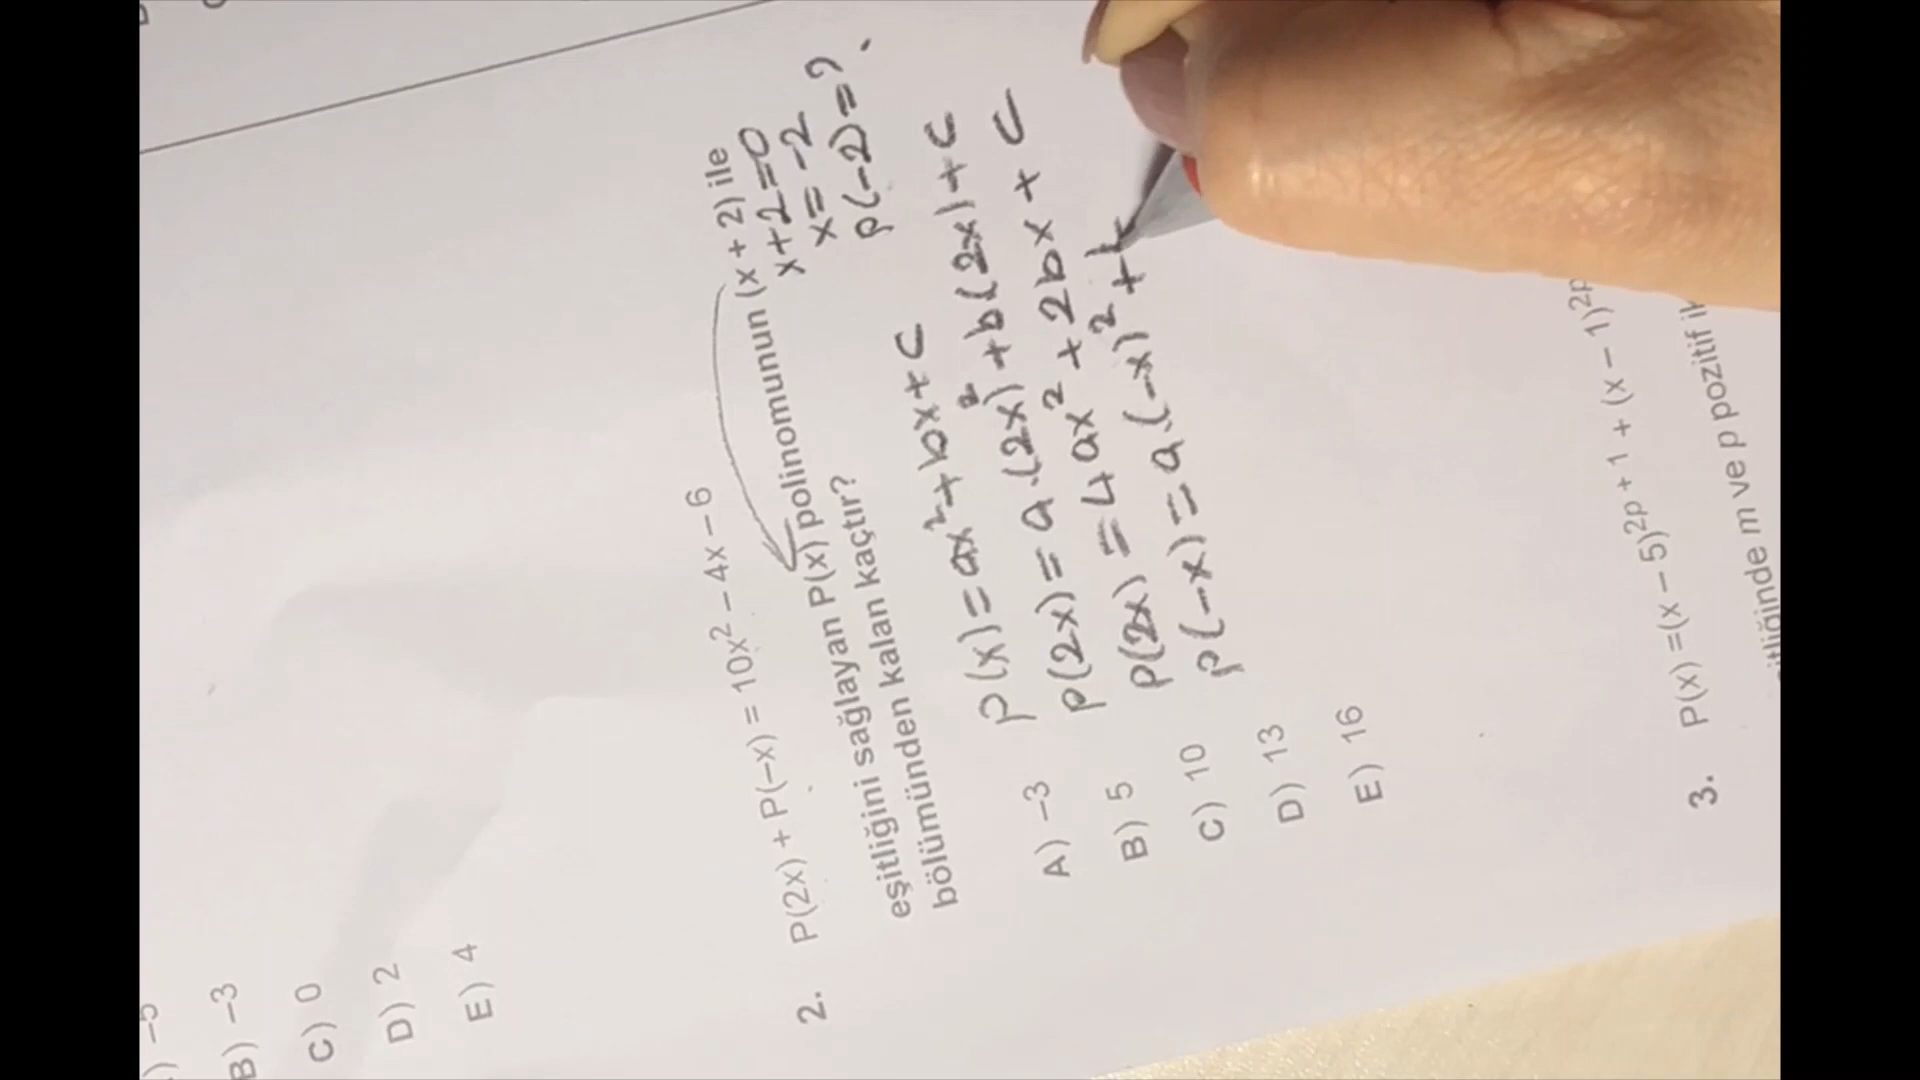 B) −3
C) 0
D) 2
E) 4
2. P(2x) + P(−x) = 10x² − 4x − 6
eşitliğini sağlayan P(x) polinomunun (x + 2) ile
bölümünden kalan kaçtır?
x+2=0
x=-2
P(-2)=?
P(x)=ax²+bx+c
P(2x)=a.(2x)²+b(2x)+c
P(2x)=4ax²+2bx+c
P(-x)=a.(-x)²+
A) −3
B) 5
C) 10
D) 13
E) 16
3. P(x) =(x − 5)²ᵖ + 1 + (x − 1)²ᵖ
m ve p pozitif